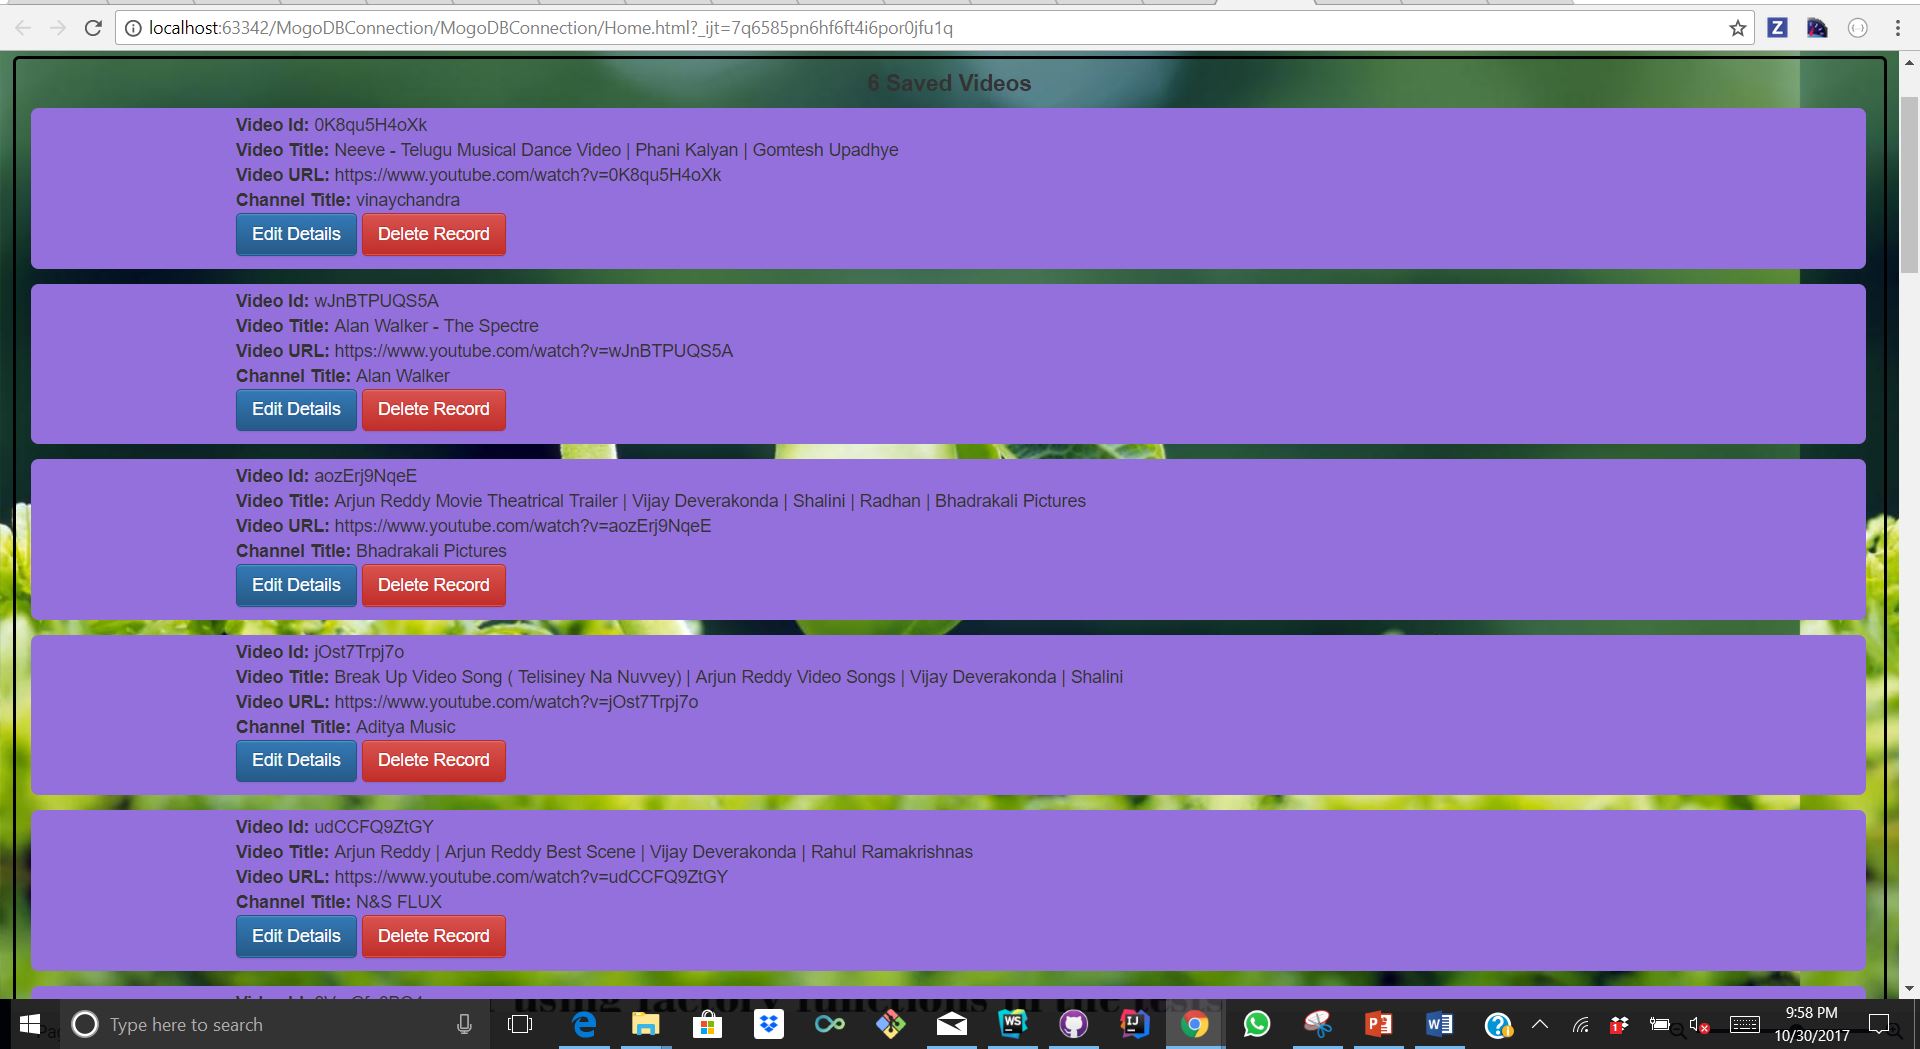 localhost:63342/MogoDBConnection/MogoDBConnection/Home.html?_ijt=7q6585pn6hf6ft4i6por0jfu1q
6 Saved Videos
Video Id: 0K8qu5H4oXk
Video Title: Neeve - Telugu Musical Dance Video | Phani Kalyan | Gomtesh Upadhye
Video URL: https://www.youtube.com/watch?v=0K8qu5H4oXk
Channel Title: vinaychandra
Edit Details Delete Record
Video Id: wJnBTPUQS5A
Video Title: Alan Walker - The Spectre
Video URL: https://www.youtube.com/watch?v=wJnBTPUQS5A
Channel Title: Alan Walker
Edit Details Delete Record
Video Id: aozErj9NqeE
Video Title: Arjun Reddy Movie Theatrical Trailer | Vijay Deverakonda | Shalini | Radhan | Bhadrakali Pictures
Video URL: https://www.youtube.com/watch?v=aozErj9NqeE
Channel Title: Bhadrakali Pictures
Edit Details Delete Record
Video Id: jOst7Trpj7o
Video Title: Break Up Video Song ( Telisiney Na Nuvvey) | Arjun Reddy Video Songs | Vijay Deverakonda | Shalini
Video URL: https://www.youtube.com/watch?v=jOst7Trpj7o
Channel Title: Aditya Music
Edit Details Delete Record
Video Id: udCCFQ9ZtGY
Video Title: Arjun Reddy | Arjun Reddy Best Scene | Vijay Deverakonda | Rahul Ramakrishnas
Video URL: https://www.youtube.com/watch?v=udCCFQ9ZtGY
Channel Title: N&S FLUX
Edit Details Delete Record
using factory functions in the tests
Type here to search
9:58 PM
10/30/2017